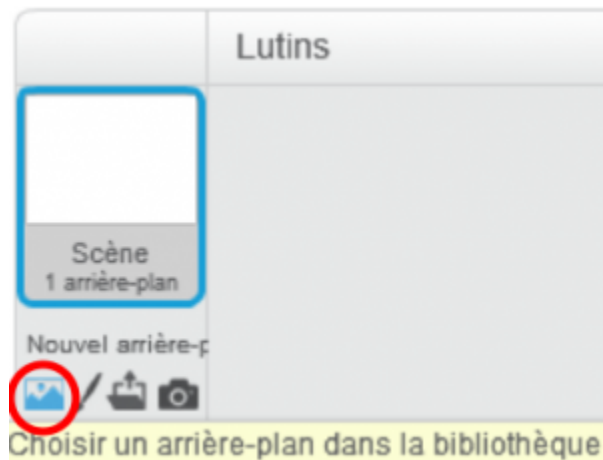 Lutins
Scène
1 arrière-plan
Nouvel arrière-p
Choisir un arrière-plan dans la bibliothèque